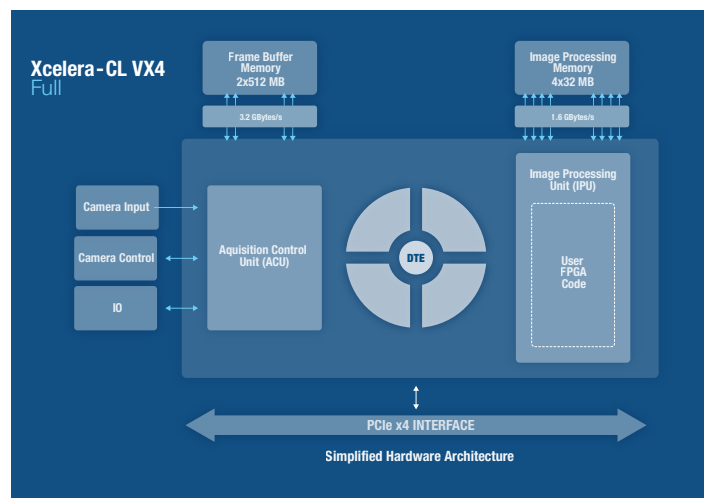 Xcelera-CL VX4
Full
Frame Buffer
Memory
2x512 MB
3.2 GBytes/s
Image Processing
Memory
4x32 MB
1.6 GBytes/s
Camera Input
Camera Control
IO
Aquisition Control
Unit (ACU)
DTE
Image Processing
Unit (IPU)
User
FPGA
Code
PCIe x4 INTERFACE
Simplified Hardware Architecture